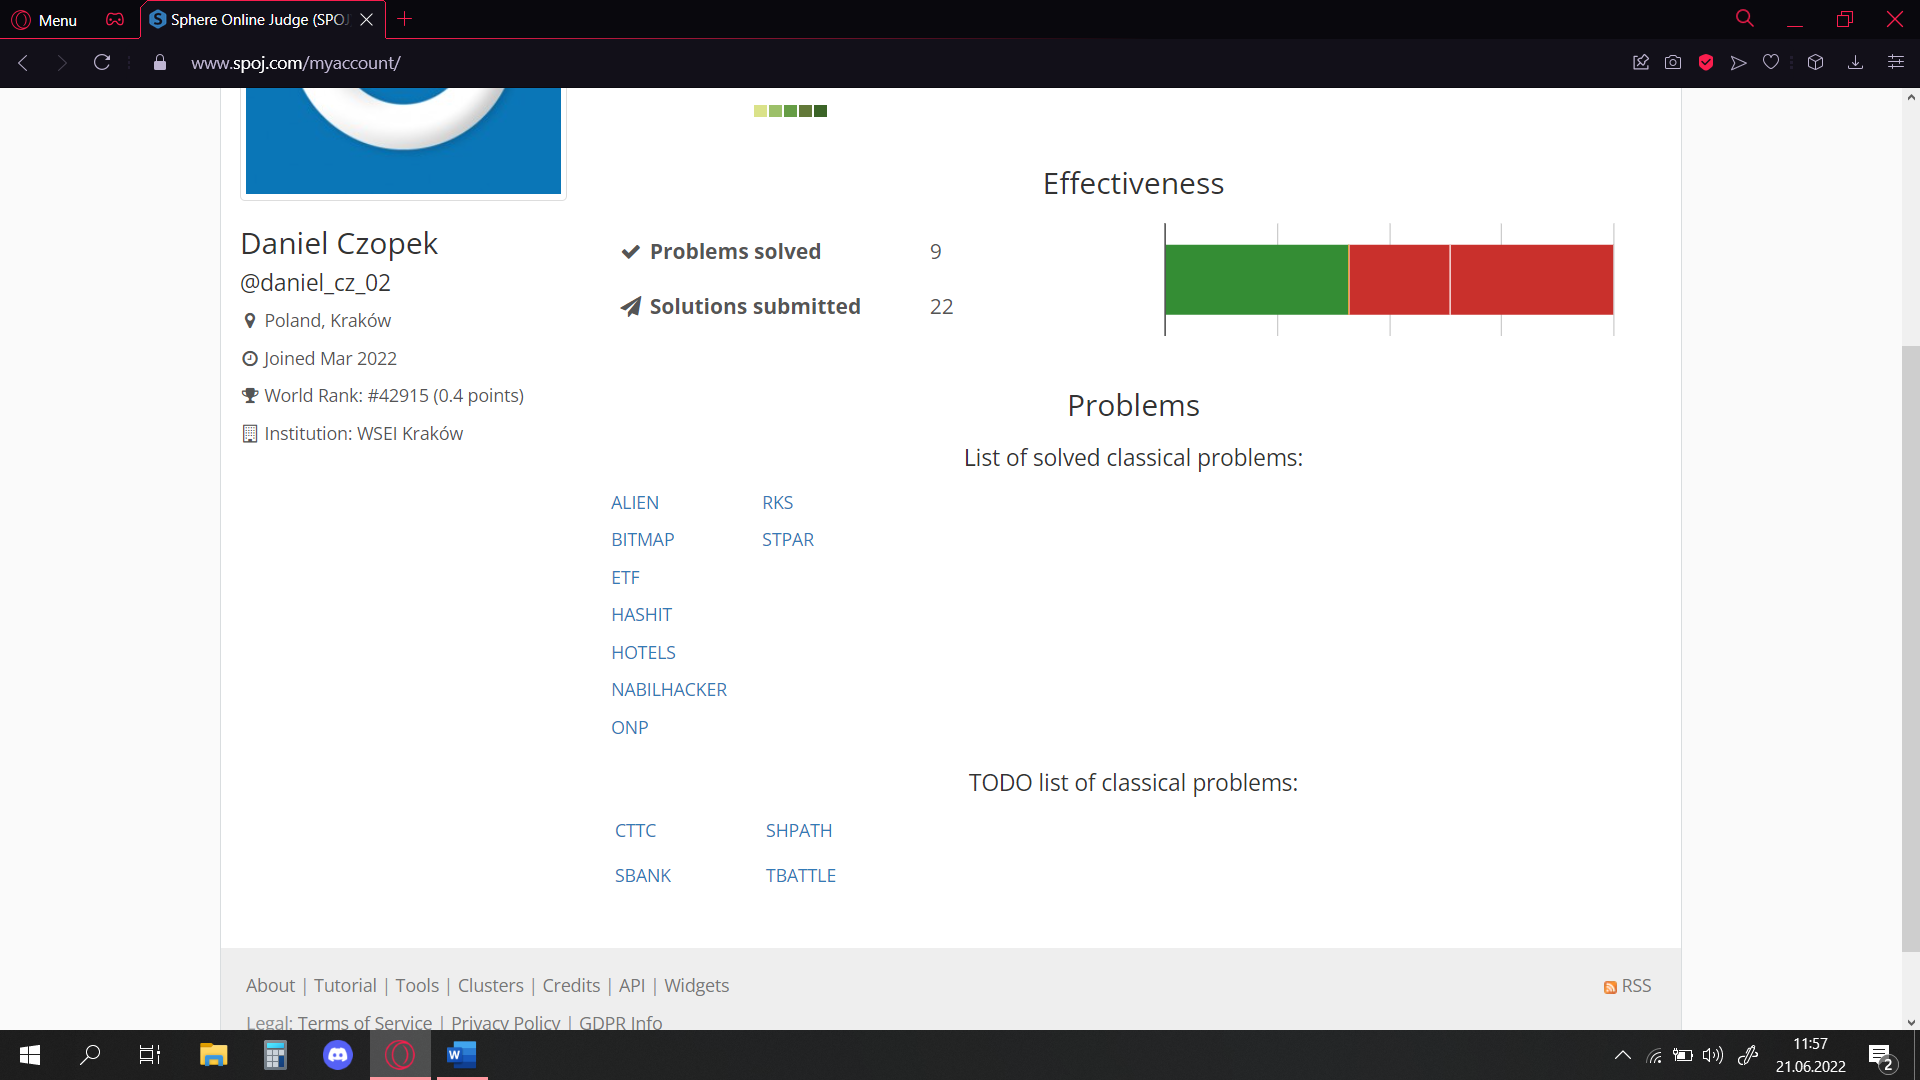 Menu
Sphere Online Judge (SPOJ
www.spoj.com/myaccount/
Effectiveness
Daniel Czopek
@daniel_cz_02
Poland, Kraków
Joined Mar 2022
World Rank: #42915 (0.4 points)
Institution: WSEI Kraków
Problems solved 9
Solutions submitted 22
Problems
List of solved classical problems:
ALIEN RKS
BITMAP STPAR
ETF
HASHIT
HOTELS
NABILHACKER
ONP
TODO list of classical problems:
CTTC SHPATH
SBANK TBATTLE
About | Tutorial | Tools | Clusters | Credits | API | Widgets
RSS
Legal: Terms of Service | Privacy Policy | GDPR Info
11:57
21.06.2022
2